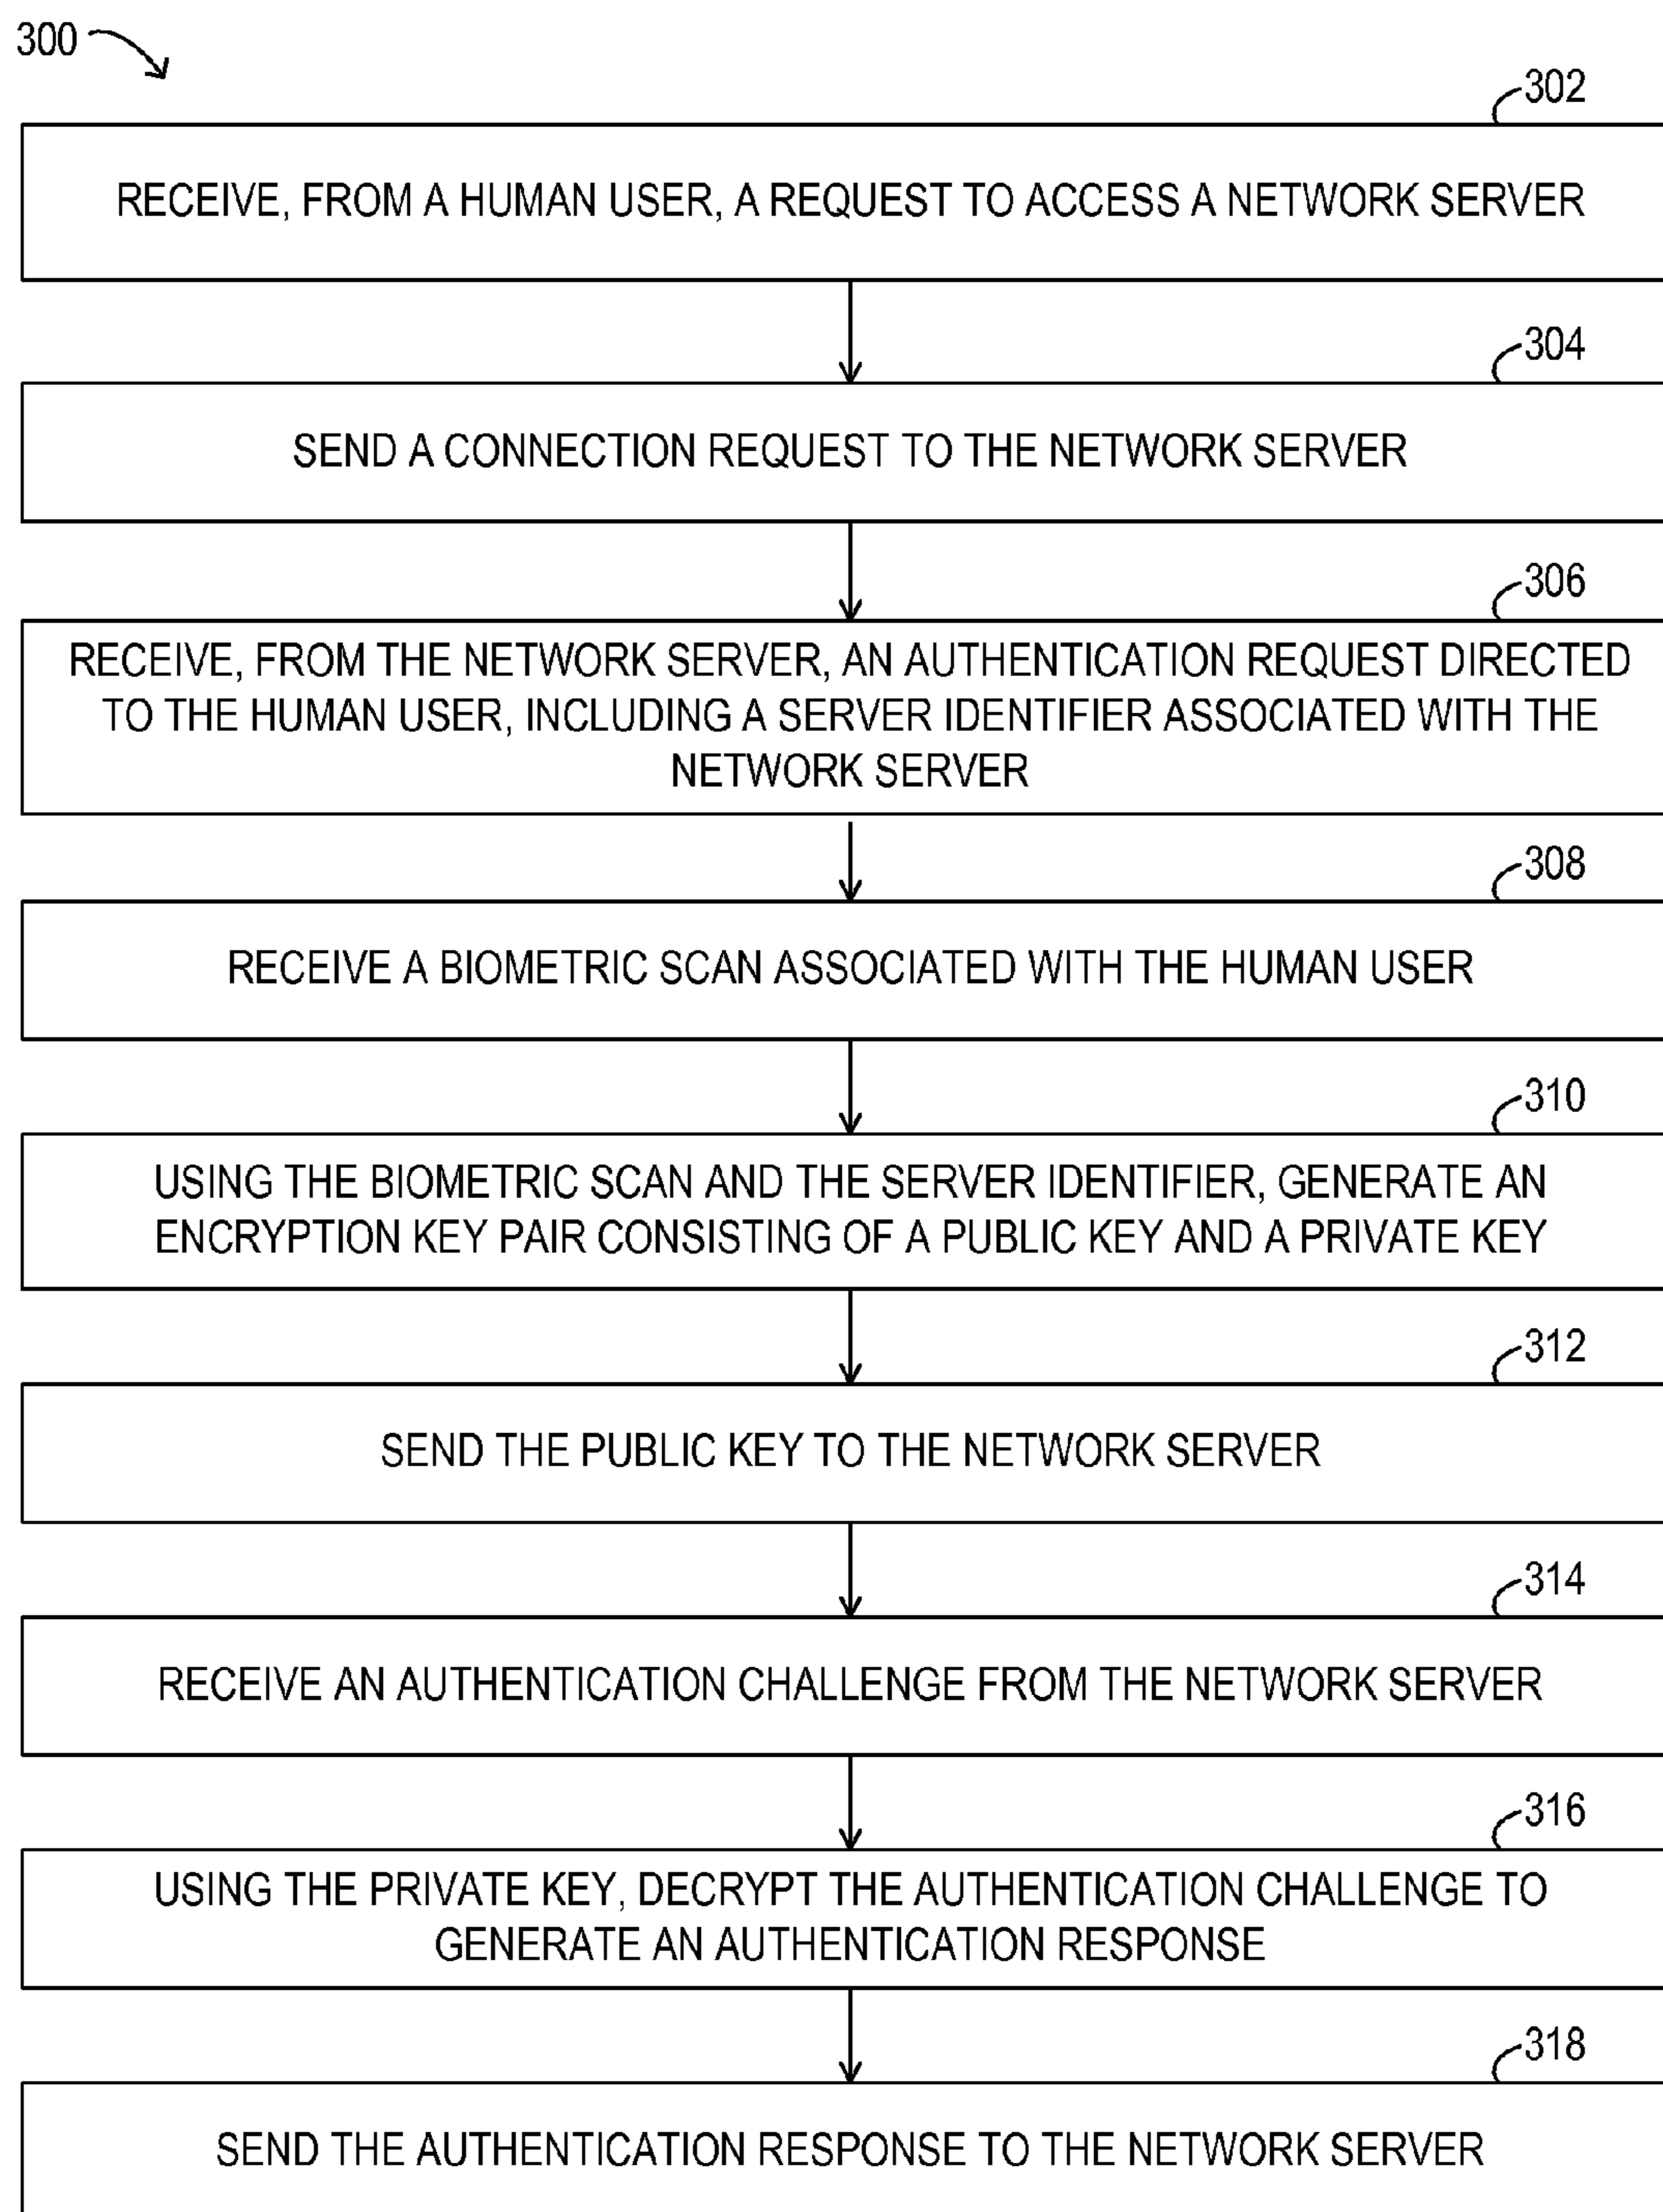 300
302
RECEIVE, FROM A HUMAN USER, A REQUEST TO ACCESS A NETWORK SERVER
304
SEND A CONNECTION REQUEST TO THE NETWORK SERVER
306
RECEIVE, FROM THE NETWORK SERVER, AN AUTHENTICATION REQUEST DIRECTED
TO THE HUMAN USER, INCLUDING A SERVER IDENTIFIER ASSOCIATED WITH THE
NETWORK SERVER
308
RECEIVE A BIOMETRIC SCAN ASSOCIATED WITH THE HUMAN USER
310
USING THE BIOMETRIC SCAN AND THE SERVER IDENTIFIER, GENERATE AN
ENCRYPTION KEY PAIR CONSISTING OF A PUBLIC KEY AND A PRIVATE KEY
312
SEND THE PUBLIC KEY TO THE NETWORK SERVER
314
RECEIVE AN AUTHENTICATION CHALLENGE FROM THE NETWORK SERVER
316
USING THE PRIVATE KEY, DECRYPT THE AUTHENTICATION CHALLENGE TO
GENERATE AN AUTHENTICATION RESPONSE
318
SEND THE AUTHENTICATION RESPONSE TO THE NETWORK SERVER